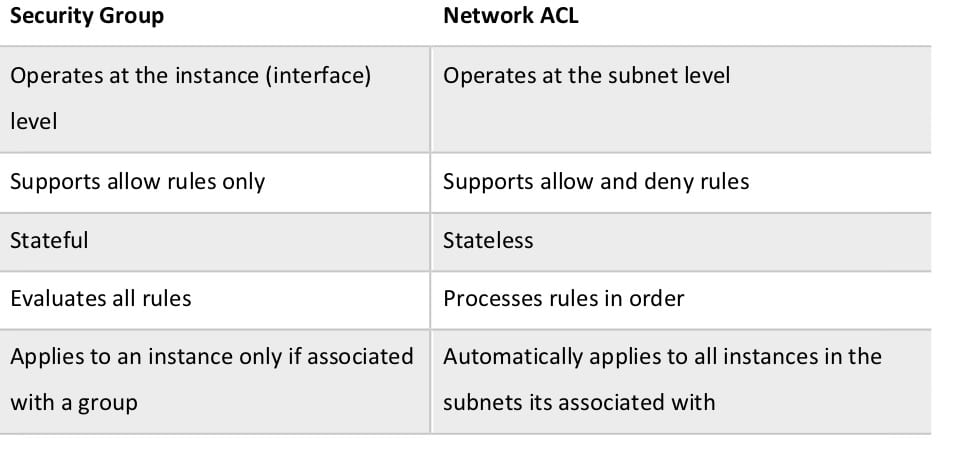 Security Group
Network ACL
Operates at the instance (interface)
level
Operates at the subnet level
Supports allow rules only
Supports allow and deny rules
Stateful
Stateless
Evaluates all rules
Processes rules in order
Applies to an instance only if associated
with a group
Automatically applies to all instances in the
subnets its associated with